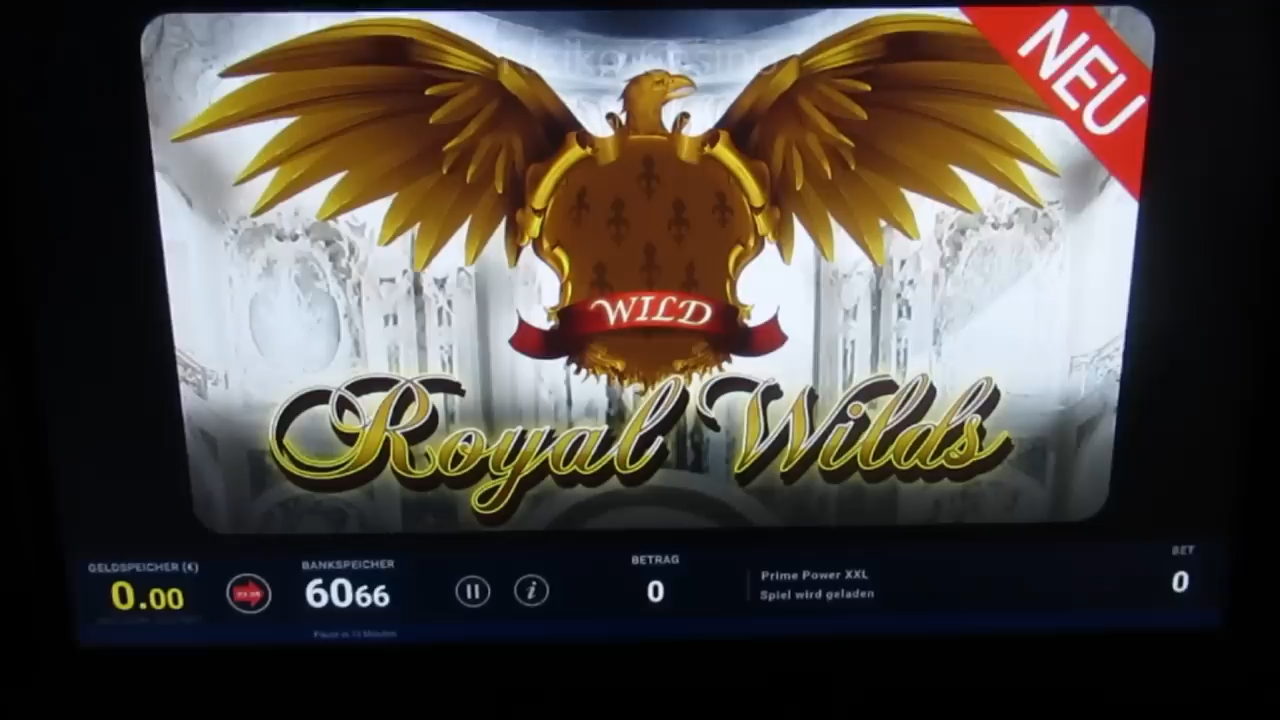 NEU
WILD
Royal Wilds
GELDSPEICHER (€)
0.00
BANKSPEICHER
6066
BETRAG
0
Prime Power XXL
Spiel wird geladen
BET
0